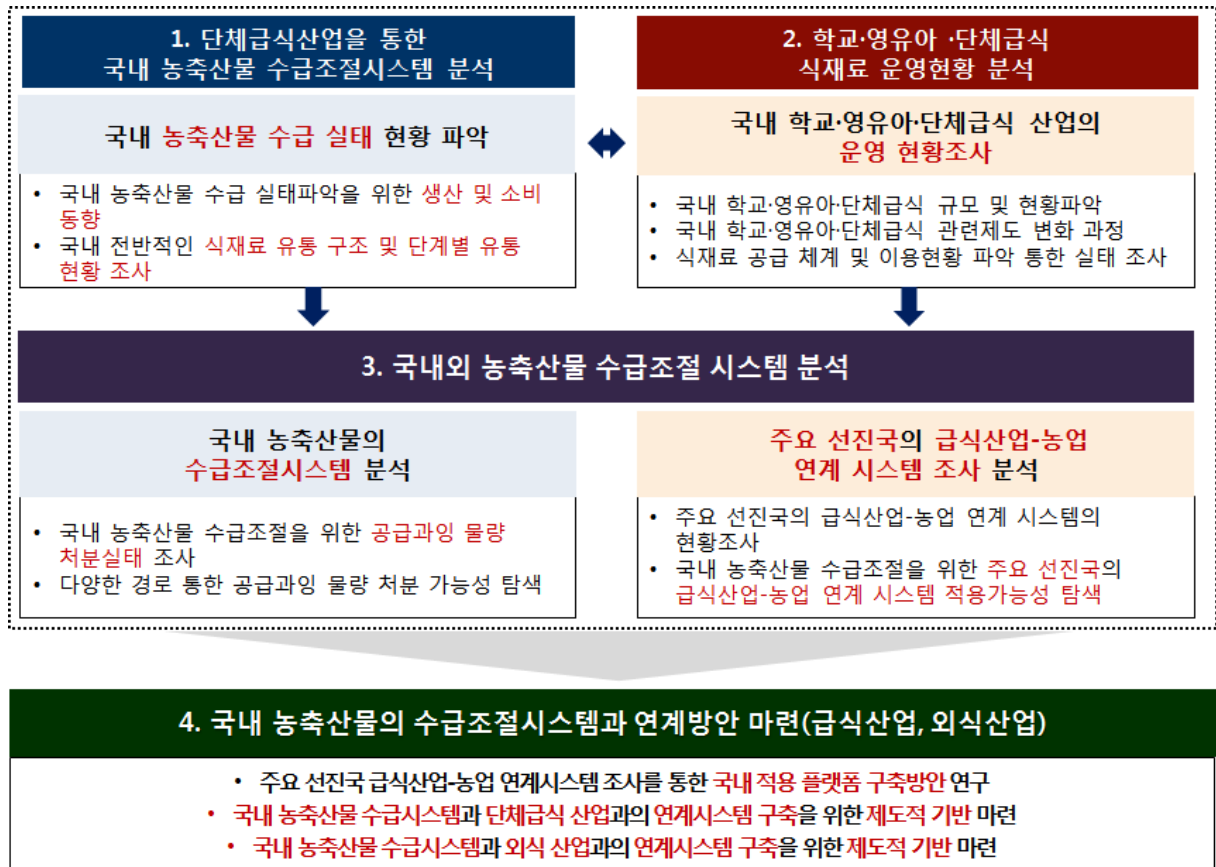 1. 단체급식산업을 통한
국내 농축산물 수급조절시스템 분석
국내 농축산물 수급 실태 현황 파악
• 국내 농축산물 수급 실태파악을 위한 생산 및 소비
동향
• 국내 전반적인 식재료 유통 구조 및 단계별 유통
현황 조사
2. 학교·영유아 ·단체급식
식재료 운영현황 분석
국내 학교·영유아·단체급식 산업의
운영 현황조사
• 국내 학교·영유아·단체급식 규모 및 현황파악
• 국내 학교·영유아·단체급식 관련제도 변화 과정
• 식재료 공급 체계 및 이용현황 파악 통한 실태 조사
3. 국내외 농축산물 수급조절 시스템 분석
국내 농축산물의
수급조절시스템 분석
• 국내 농축산물 수급조절을 위한 공급과잉 물량
처분실태 조사
• 다양한 경로 통한 공급과잉 물량 처분 가능성 탐색
주요 선진국의 급식산업-농업
연계 시스템 조사 분석
• 주요 선진국의 급식산업-농업 연계 시스템의
현황조사
• 국내 농축산물 수급조절을 위한 주요 선진국의
급식산업-농업 연계 시스템 적용가능성 탐색
4. 국내 농축산물의 수급조절시스템과 연계방안 마련(급식산업, 외식산업)
• 주요 선진국 급식산업-농업 연계시스템 조사를 통한 국내 적용 플랫폼 구축방안 연구
• 국내 농축산물 수급시스템과 단체급식 산업과의 연계시스템 구축을 위한 제도적 기반 마련
• 국내 농축산물 수급시스템과 외식 산업과의 연계시스템 구축을 위한 제도적 기반 마련